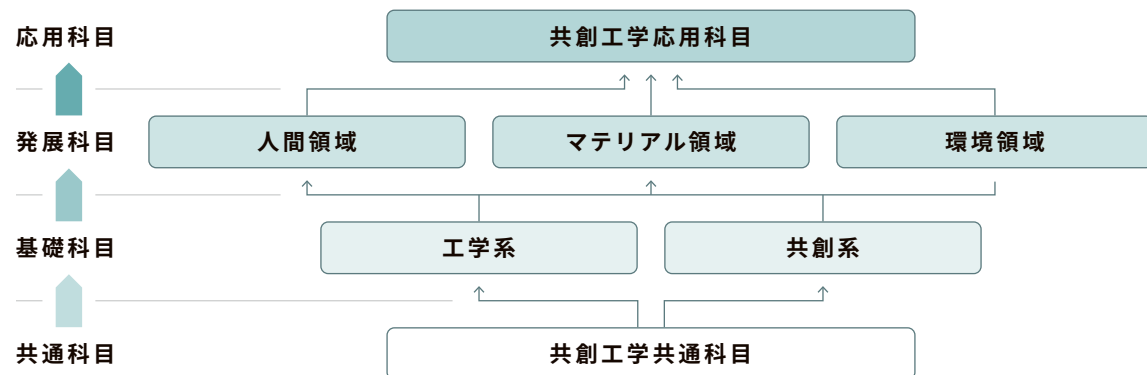 応用科目
共創工学応用科目
発展科目
人間領域
マテリアル領域
環境領域
基礎科目
工学系
共創系
共通科目
共創工学共通科目